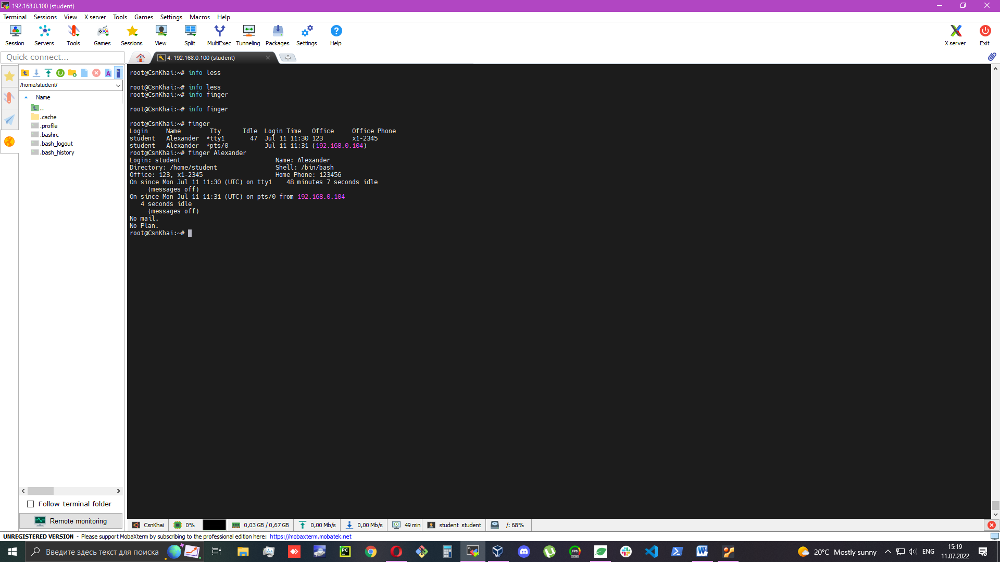 192.168.0.100 (student)
Terminal Sessions View X server Tools Games Settings Macros Help
Session Servers Tools Games Sessions View Split MultiExec Tunneling Packages Settings Help X server Exit
Quick connect...
4. 192.168.0.100 (student)
/home/student/
Name
..
.cache
.profile
.bashrc
.bash_logout
.bash_history
Follow terminal folder
Remote monitoring
root@CsnKhai:~# info less
root@CsnKhai:~# info less
root@CsnKhai:~# info finger
root@CsnKhai:~# info finger
root@CsnKhai:~# finger
Login     Name        Tty      Idle  Login Time   Office     Office Phone
student   Alexander  *tty1       47  Jul 11 11:30 123        x1-2345
student   Alexander  *pts/0          Jul 11 11:31 (192.168.0.104)
root@CsnKhai:~# finger Alexander
Login: student                          Name: Alexander
Directory: /home/student                Shell: /bin/bash
Office: 123, x1-2345                    Home Phone: 123456
On since Mon Jul 11 11:30 (UTC) on tty1    48 minutes 7 seconds idle
     (messages off)
On since Mon Jul 11 11:31 (UTC) on pts/0 from 192.168.0.104
   4 seconds idle
     (messages off)
No mail.
No Plan.
root@CsnKhai:~#
CsnKhai 0% 0,03 GB / 0,67 GB 0,00 Mb/s 0,00 Mb/s 49 min student student /: 68%
UNREGISTERED VERSION - Please support MobaXterm by subscribing to the professional edition here: https://mobaxterm.mobatek.net
Введите здесь текст для поиска
PC
FPS
20°C Mostly sunny
ENG
15:19
11.07.2022